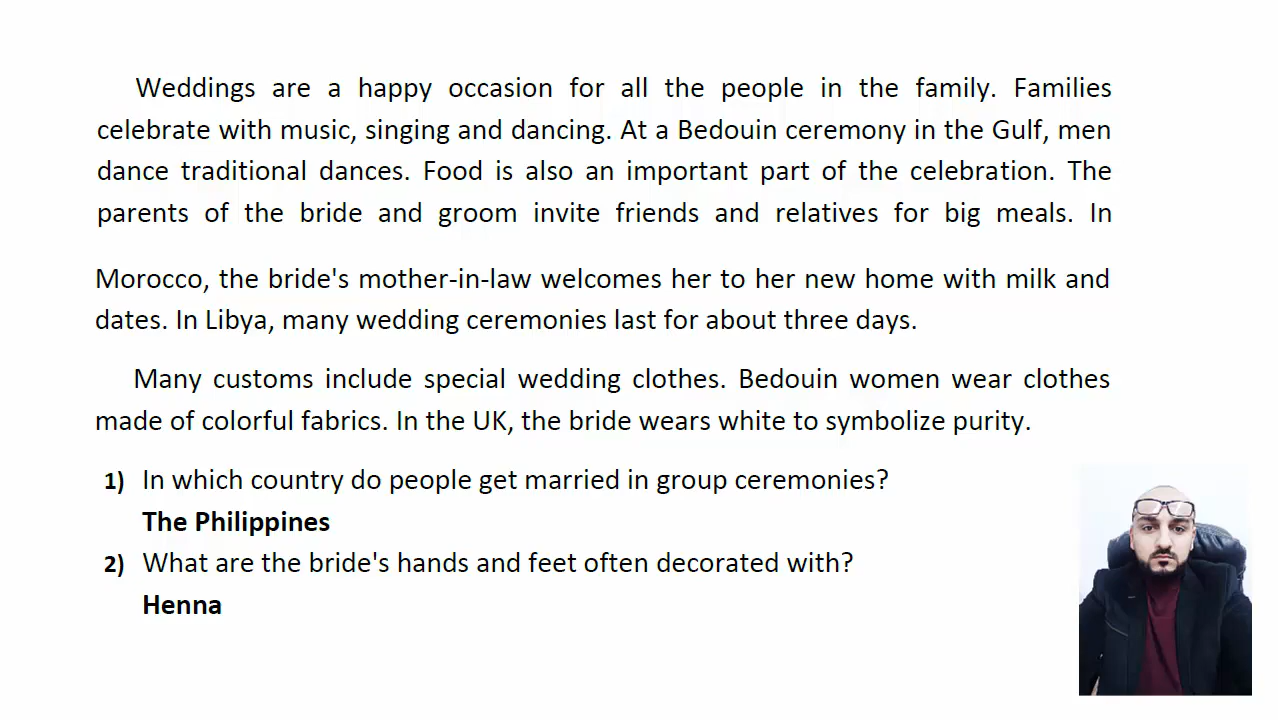 Weddings are a happy occasion for all the people in the family. Families
celebrate with music, singing and dancing. At a Bedouin ceremony in the Gulf, men
dance traditional dances. Food is also an important part of the celebration. The
parents of the bride and groom invite friends and relatives for big meals. In
Morocco, the bride's mother-in-law welcomes her to her new home with milk and
dates. In Libya, many wedding ceremonies last for about three days.
Many customs include special wedding clothes. Bedouin women wear clothes
made of colorful fabrics. In the UK, the bride wears white to symbolize purity.
1) In which country do people get married in group ceremonies?
The Philippines
2) What are the bride's hands and feet often decorated with?
Henna